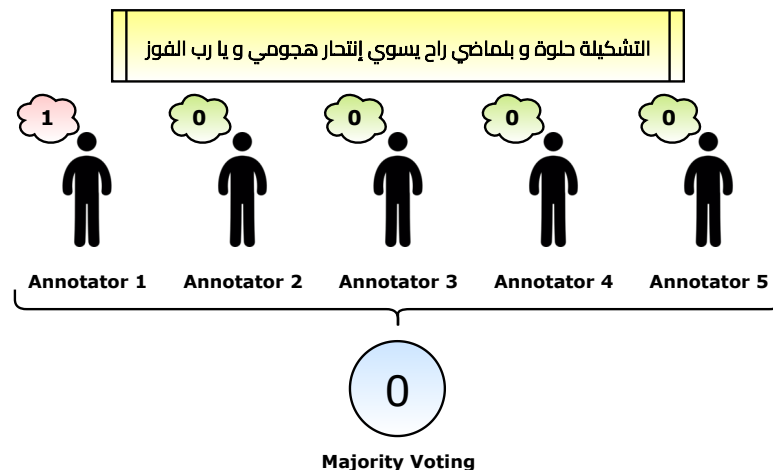 التشكيلة حلوة و بلماضي راح يسوي إنتحار هجومي و يا رب الفوز
1 0 0 0 0
Annotator 1 Annotator 2 Annotator 3 Annotator 4 Annotator 5
0
Majority Voting